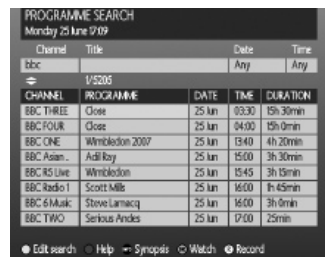 PROGRAMME SEARCH
Monday 25 June 17:09
Channel Title Date Time
bbc Any Any
1/5205
CHANNEL PROGRAMME DATE TIME DURATION
BBC THREE Close 25 Jun 03:30 15h 30min
BBC FOUR Close 25 Jun 04:00 15h 0min
BBC ONE Wimbledon 2007 25 Jun 13:40 4h 20min
BBC Asian .. Adil Ray 25 Jun 15:00 3h 30min
BBC R5 Live Wimbledon 25 Jun 15:45 3h 15min
BBC Radio 1 Scott Mills 25 Jun 16:00 1h 45min
BBC 6 Music Steve Lamacq 25 Jun 16:00 3h 0min
BBC TWO Serious Andes 25 Jun 17:00 25min
Edit search Help Synopsis Watch Record